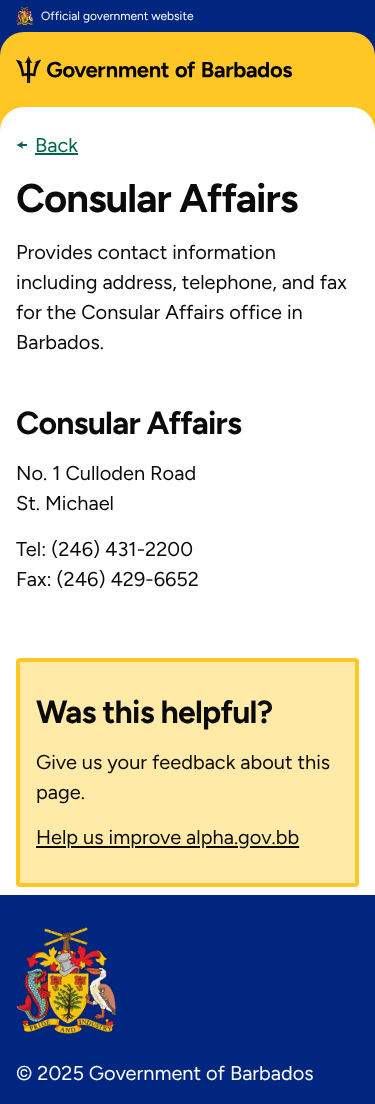 Official government website
Government of Barbados
Back
Consular Affairs
Provides contact information
including address, telephone, and fax
for the Consular Affairs office in
Barbados.
Consular Affairs
No. 1 Culloden Road
St. Michael
Tel: (246) 431-2200
Fax: (246) 429-6652
Was this helpful?
Give us your feedback about this
page.
Help us improve alpha.gov.bb
PRIDE AND INDUSTRY
© 2025 Government of Barbados